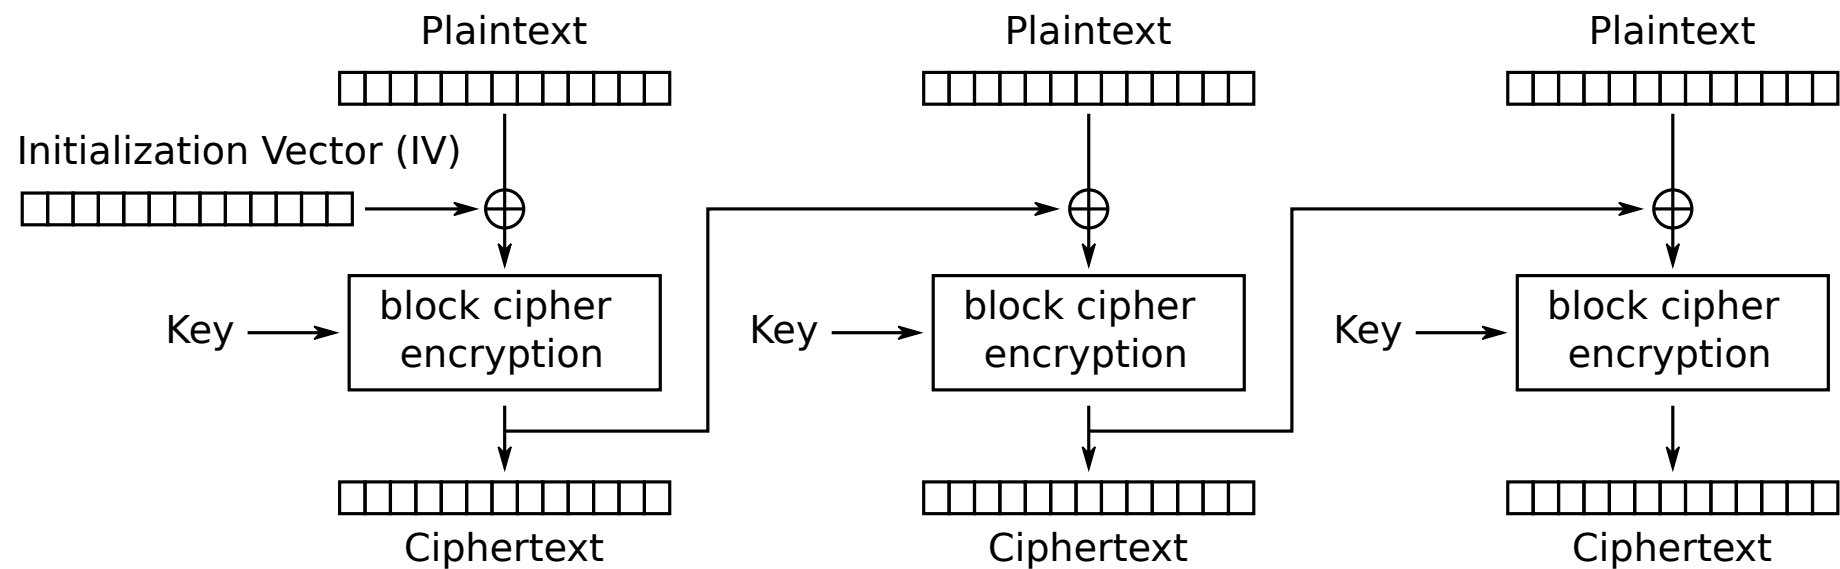 Plaintext
Plaintext
Plaintext
Initialization Vector (IV)
Key
block cipher
encryption
Key
block cipher
encryption
Key
block cipher
encryption
Ciphertext
Ciphertext
Ciphertext